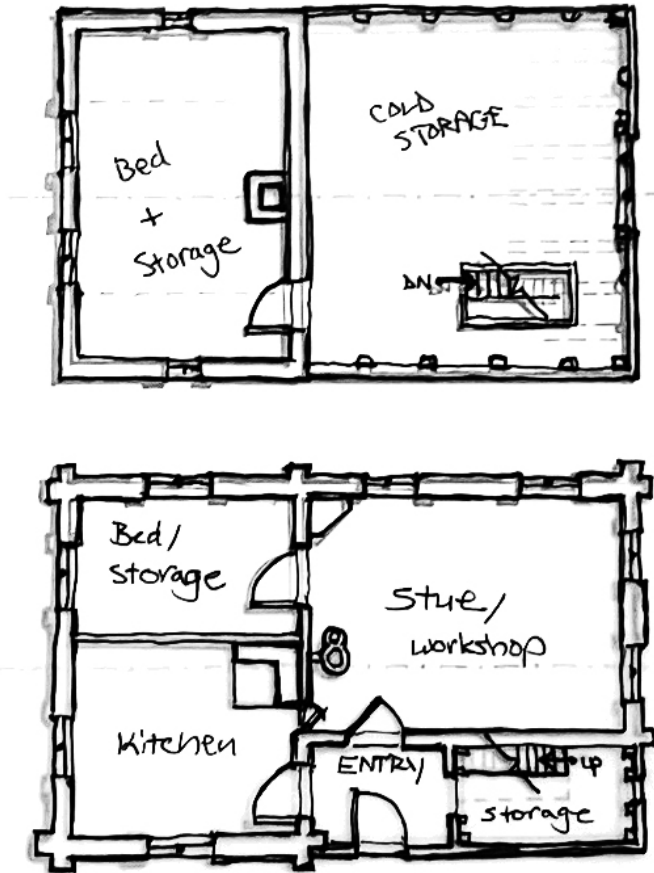 COLD
STORAGE
Bed
+
Storage
DN
Bed/
Storage
Stue/
workshop
Kitchen
ENTRY
UP
storage